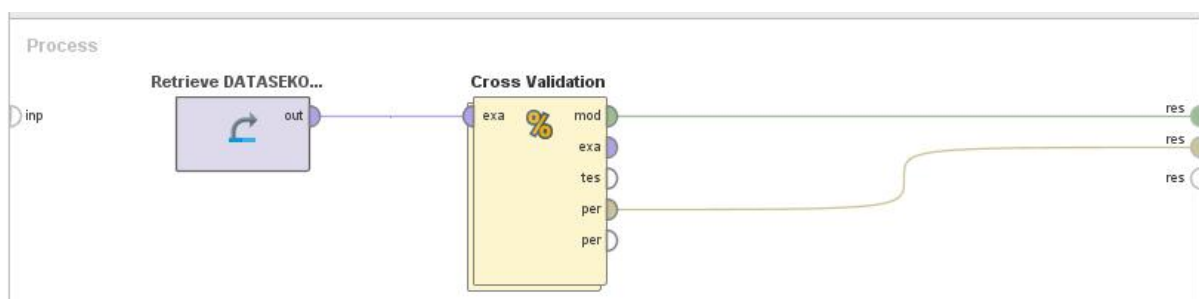 Process
Retrieve DATASEKO...
Cross Validation
inp
out
exa
%
mod
res
exa
res
tes
res
per
per